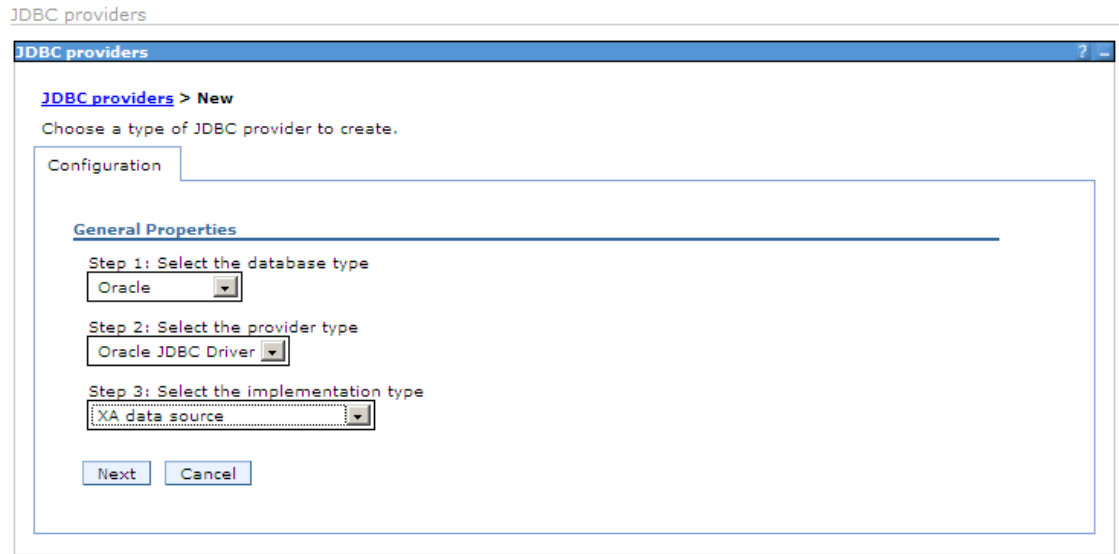 JDBC providers
JDBC providers ? –
JDBC providers > New
Choose a type of JDBC provider to create.
Configuration
General Properties
Step 1: Select the database type
Oracle
Step 2: Select the provider type
Oracle JDBC Driver
Step 3: Select the implementation type
XA data source
Next Cancel